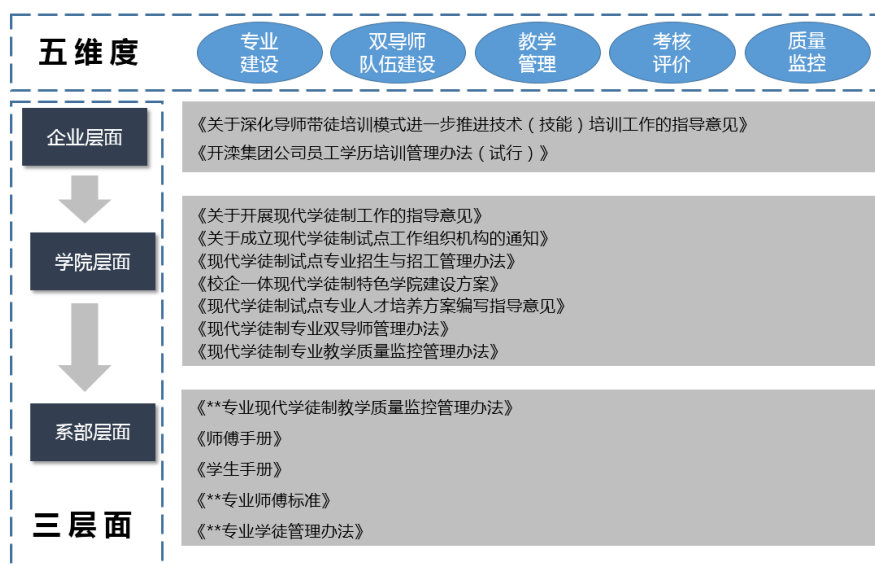 五维度
专业
建设
双导师
队伍建设
教学
管理
考核
评价
质量
监控
企业层面
《关于深化导师带徒培训模式进一步推进技术（技能）培训工作的指导意见》
《开滦集团公司员工学历培训管理办法（试行）》
学院层面
《关于开展现代学徒制工作的指导意见》
《关于成立现代学徒制试点工作组织机构的通知》
《现代学徒制试点专业招生与招工管理办法》
《校企一体现代学徒制特色学院建设方案》
《现代学徒制试点专业人才培养方案编写指导意见》
《现代学徒制专业双导师管理办法》
《现代学徒制专业教学质量监控管理办法》
系部层面
《**专业现代学徒制教学质量监控管理办法》
《师傅手册》
《学生手册》
《**专业师傅标准》
《**专业学徒管理办法》
三层面